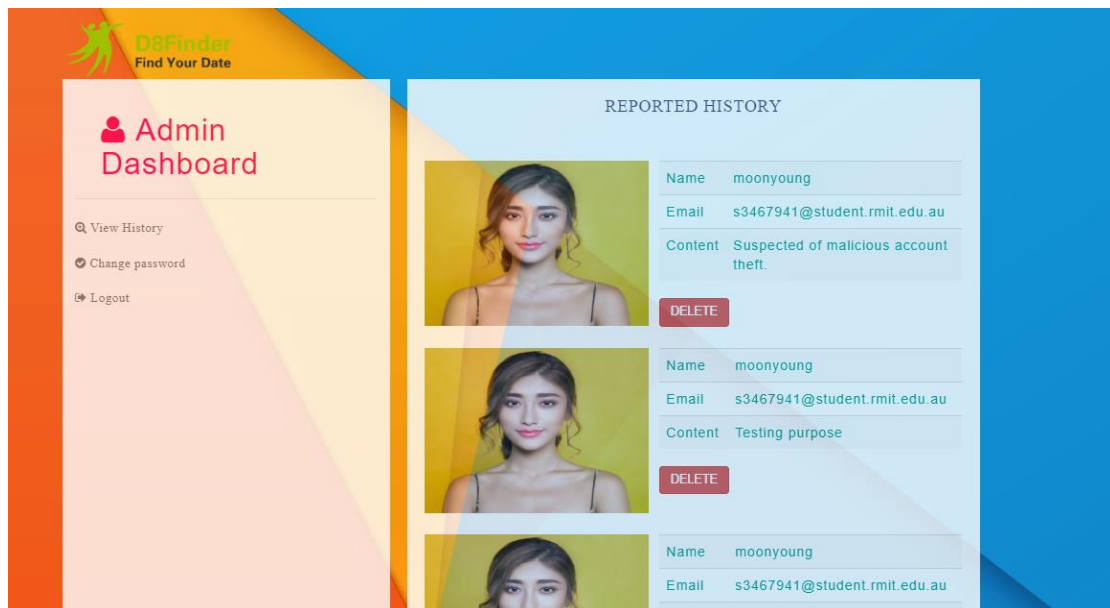 D8Finder
Find Your Date
Admin
Dashboard
View History
Change password
Logout
REPORTED HISTORY
Name moonyoung
Email s3467941@student.rmit.edu.au
Content Suspected of malicious account
theft.
DELETE
Name moonyoung
Email s3467941@student.rmit.edu.au
Content Testing purpose
DELETE
Name moonyoung
Email s3467941@student.rmit.edu.au